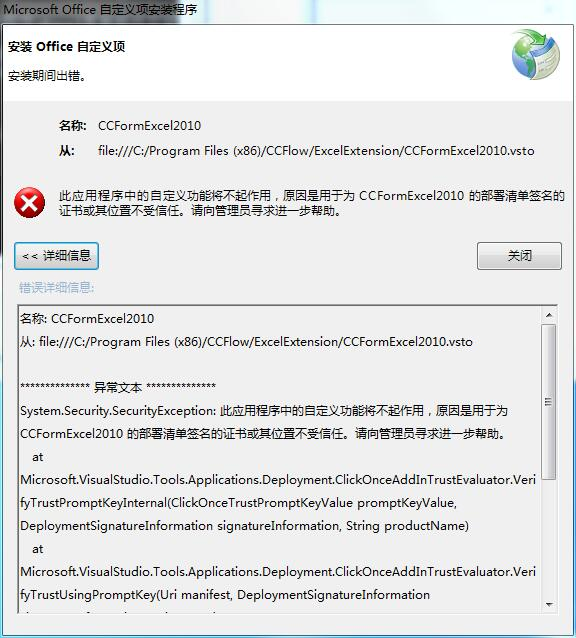 Microsoft Office 自定义项安装程序
安装 Office 自定义项
安装期间出错。
名称: CCFormExcel2010
从: file:///C:/Program Files (x86)/CCFlow/ExcelExtension/CCFormExcel2010.vsto
此应用程序中的自定义功能将不起作用，原因是用于为 CCFormExcel2010 的部署清单签名的
证书或其位置不受信任。请向管理员寻求进一步帮助。
<< 详细信息
关闭
错误详细信息:
名称: CCFormExcel2010
从: file:///C:/Program Files (x86)/CCFlow/ExcelExtension/CCFormExcel2010.vsto
************** 异常文本 **************
System.Security.SecurityException: 此应用程序中的自定义功能将不起作用，原因是用于为
CCFormExcel2010 的部署清单签名的证书或其位置不受信任。请向管理员寻求进一步帮助。
at
Microsoft.VisualStudio.Tools.Applications.Deployment.ClickOnceAddInTrustEvaluator.Veri
fyTrustPromptKeyInternal(ClickOnceTrustPromptKeyValue promptKeyValue,
DeploymentSignatureInformation signatureInformation, String productName)
at
Microsoft.VisualStudio.Tools.Applications.Deployment.ClickOnceAddInTrustEvaluator.Veri
fyTrustUsingPromptKey(Uri manifest, DeploymentSignatureInformation